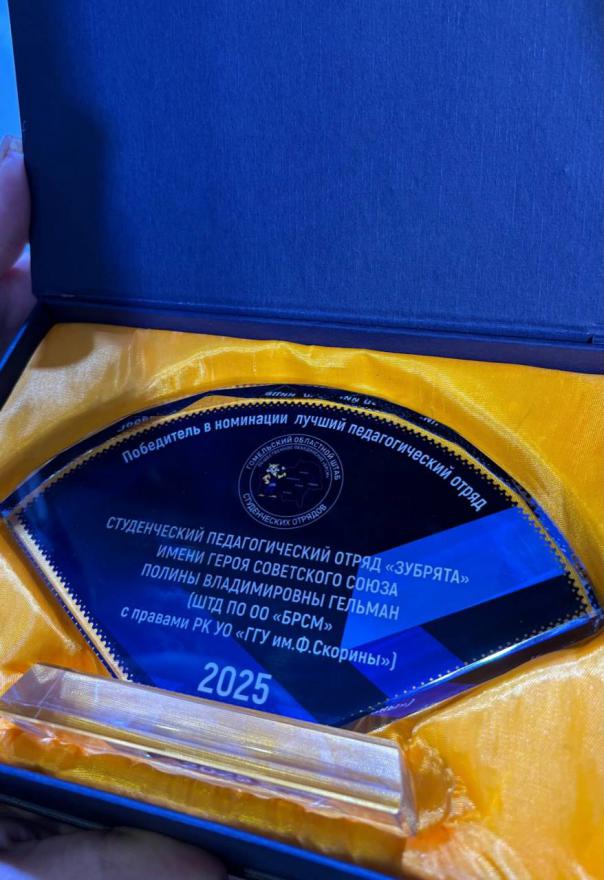 Победитель в номинации лучший педагогический отряд
ГОМЕЛЬСКИЙ ОБЛАСТНОЙ ШТАБ
СТУДЕНЧЕСКИХ ОТРЯДОВ
СТУДЕНЧЕСКИЙ ПЕДАГОГИЧЕСКИЙ ОТРЯД «ЗУБРЯТА»
ИМЕНИ ГЕРОЯ СОВЕТСКОГО СОЮЗА
ПОЛИНЫ ВЛАДИМИРОВНЫ ГЕЛЬМАН
(ШТД ПО ОО «БРСМ»
с правами РК УО «ГГУ им.Ф.Скорины»)
2025